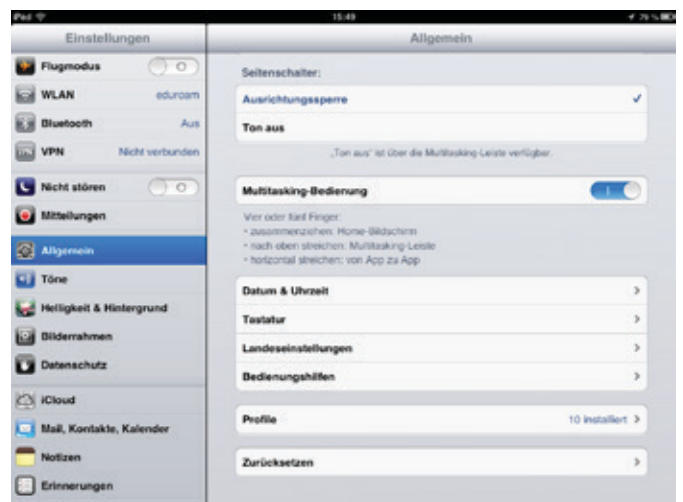 iPad 15:49 79 %
Einstellungen
Flugmodus
WLAN eduroam
Bluetooth Aus
VPN Nicht verbunden
Nicht stören
Mitteilungen
Allgemein
Töne
Helligkeit & Hintergrund
Bilderrahmen
Datenschutz
iCloud
Mail, Kontakte, Kalender
Notizen
Erinnerungen
Allgemein
Seitenschalter:
Ausrichtungssperre
Ton aus
„Ton aus" ist über die Multitasking-Leiste verfügbar.
Multitasking-Bedienung
Vier oder fünf Finger:
• zusammenziehen: Home-Bildschirm
• nach oben streichen: Multitasking-Leiste
• horizontal streichen: von App zu App
Datum & Uhrzeit
Tastatur
Landeseinstellungen
Bedienungshilfen
Profile 10 installiert
Zurücksetzen